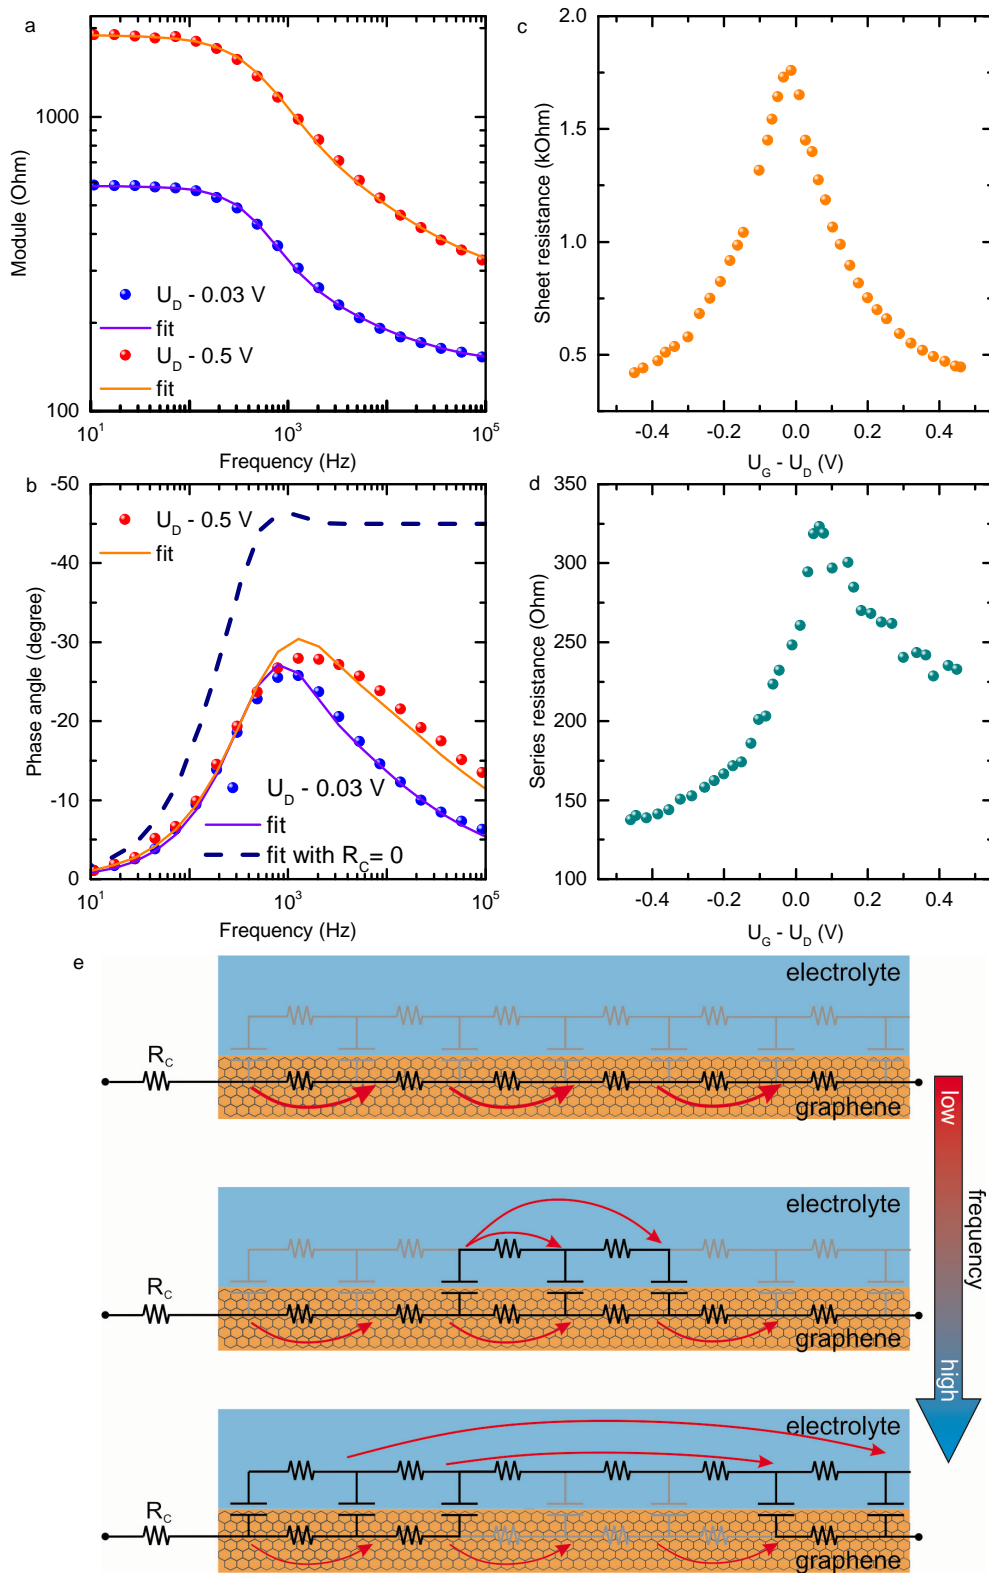 a
1000
100
Module (Ohm)
U_D - 0.03 V
fit
U_D - 0.5 V
fit
10^1
10^3
10^5
Frequency (Hz)
c
2.0
1.5
1.0
0.5
Sheet resistance (kOhm)
-0.4
-0.2
0.0
0.2
0.4
U_G - U_D (V)
b
-50
-40
-30
-20
-10
0
Phase angle (degree)
U_D - 0.5 V
fit
U_D - 0.03 V
fit
fit with R_C= 0
10^1
10^3
10^5
Frequency (Hz)
d
350
300
250
200
150
100
Series resistance (Ohm)
-0.4
-0.2
0.0
0.2
0.4
U_G - U_D (V)
e
electrolyte
R_C
graphene
electrolyte
R_C
graphene
electrolyte
R_C
graphene
low
frequency
high